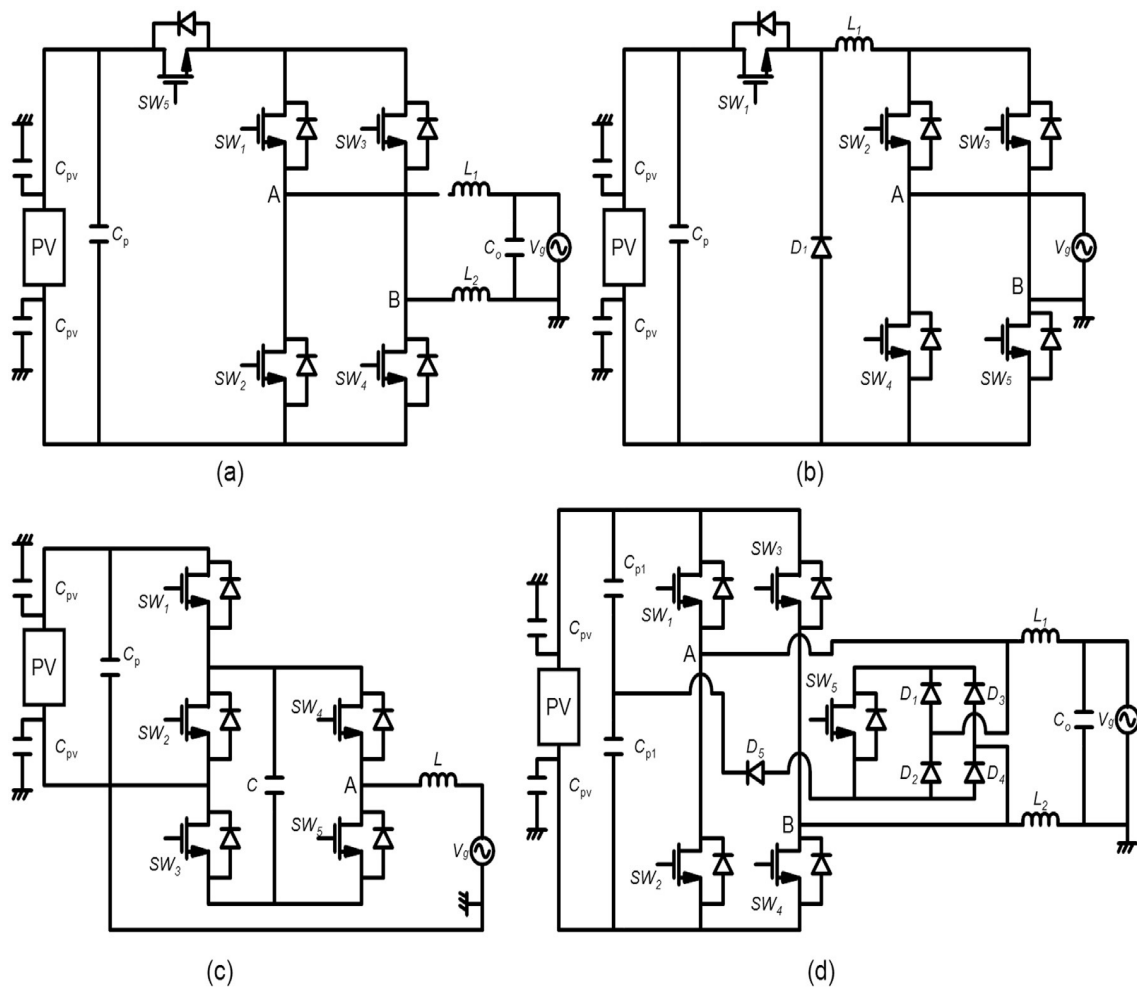 SW5
SW1
SW3
Cpv
PV
Cp
A
L1
Co
Vg
L2
B
Cpv
SW2
SW4
(a)
L1
SW1
SW2
SW3
Cpv
PV
Cp
D1
A
Vg
B
Cpv
SW4
SW5
(b)
Cpv
SW1
PV
Cp
SW2
SW4
Cpv
C
A
L
SW3
SW5
Vg
(c)
SW3
Cp1
SW1
Cpv
A
L1
SW5
D1
D3
PV
Cp1
D5
D2
D4
Co
Vg
Cpv
B
L2
SW2
SW4
(d)